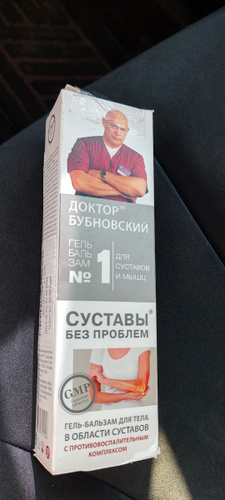 ДОКТОР™
БУБНОВСКИЙ
ГЕЛЬ
БАЛЬ
ЗАМ
№1
ДЛЯ
СУСТАВОВ
И МЫШЦ
СУСТАВЫ®
БЕЗ ПРОБЛЕМ
GMP
ГЕЛЬ-БАЛЬЗАМ ДЛЯ ТЕЛА
В ОБЛАСТИ СУСТАВОВ
С ПРОТИВОВОСПАЛИТЕЛЬНЫМ
КОМПЛЕКСОМ